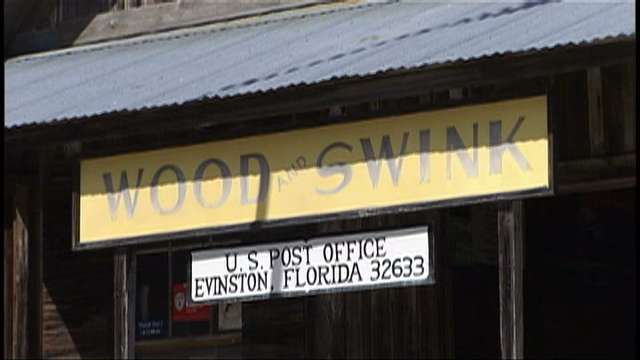 WOOD AND SWINK
U.S. POST OFFICE
EVINSTON, FLORIDA 32633